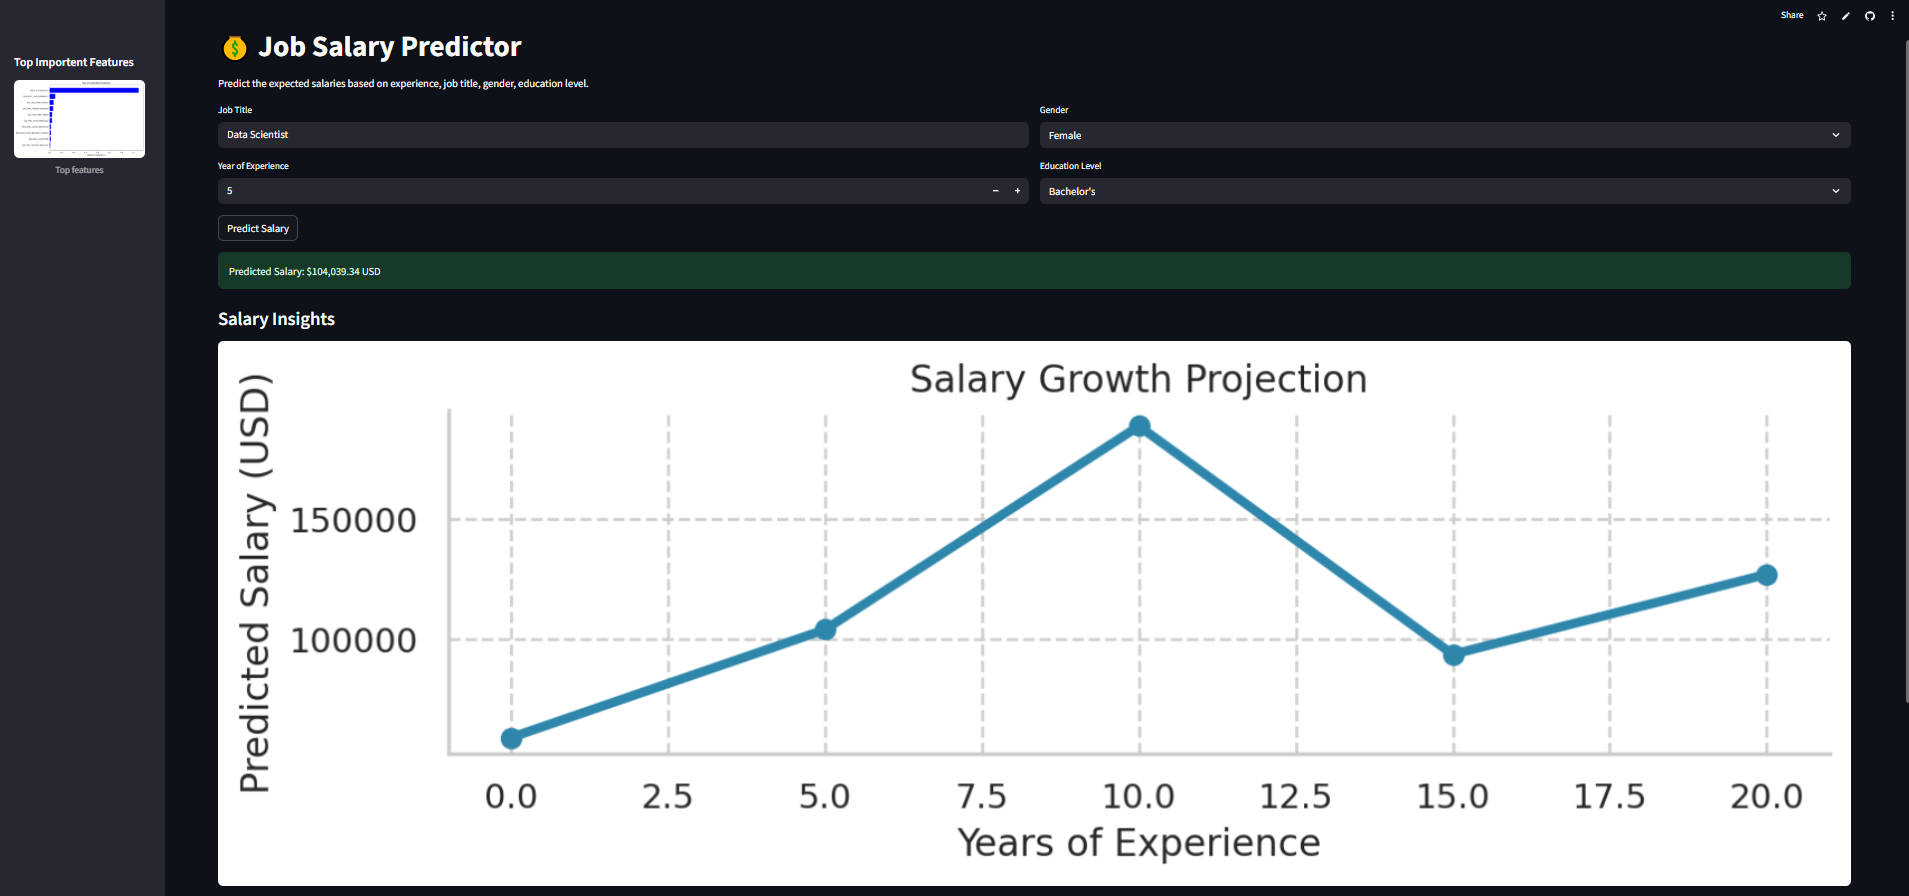 Share
Top Importent Features
Top features
Job Salary Predictor
Predict the expected salaries based on experience, job title, gender, education level.
Job Title
Gender
Data Scientist
Female
Year of Experience
Education Level
5
Bachelor's
Predict Salary
Predicted Salary: $104,039.34 USD
Salary Insights
Salary Growth Projection
Predicted Salary (USD)
150000
100000
0.0 2.5 5.0 7.5 10.0 12.5 15.0 17.5 20.0
Years of Experience